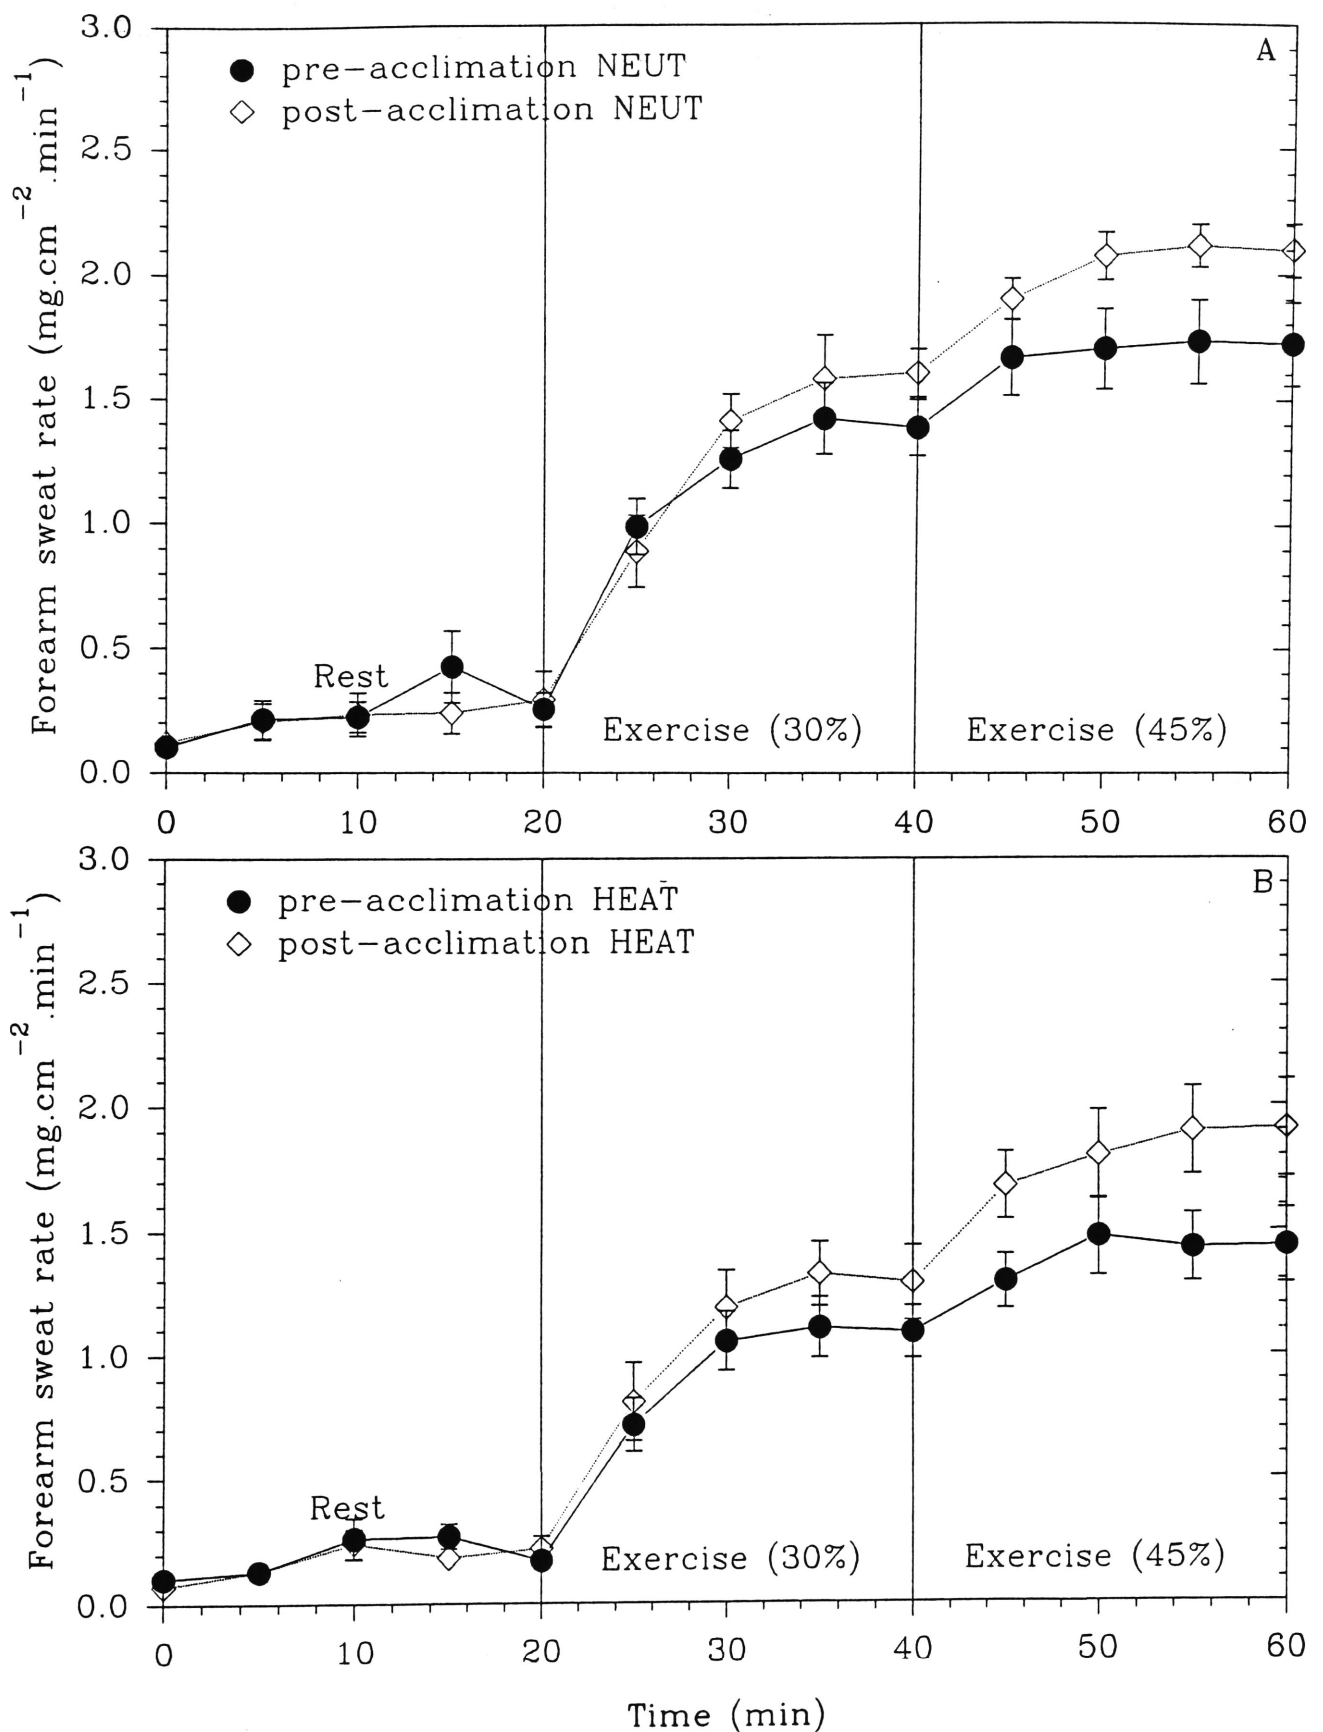 A
pre-acclimation NEUT
post-acclimation NEUT
Forearm sweat rate (mg.cm⁻².min⁻¹)
3.0
2.5
2.0
1.5
1.0
0.5
0.0
Rest
Exercise (30%)
Exercise (45%)
0 10 20 30 40 50 60
B
pre-acclimation HEAT
post-acclimation HEAT
Forearm sweat rate (mg.cm⁻².min⁻¹)
3.0
2.5
2.0
1.5
1.0
0.5
0.0
Rest
Exercise (30%)
Exercise (45%)
0 10 20 30 40 50 60
Time (min)